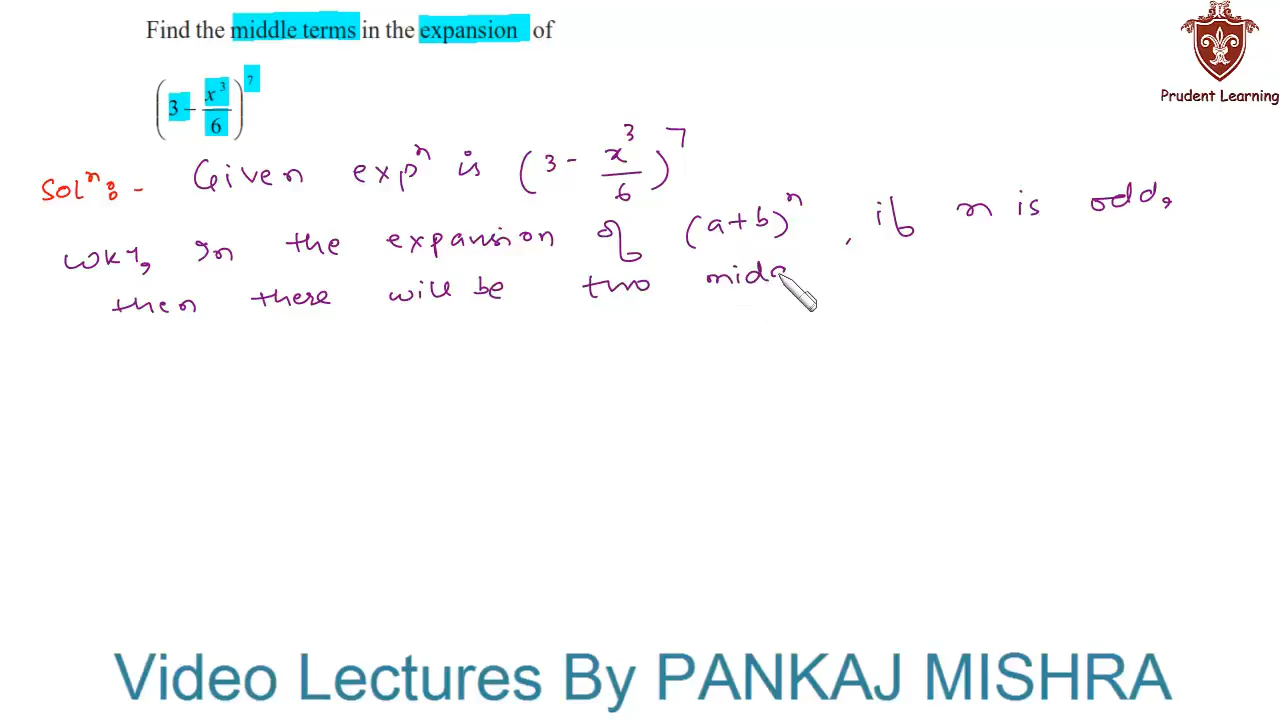 Find the middle terms in the expansion of
(3 - x³/6)⁷
Prudent Learning
Solⁿ:- Given expⁿ is (3 - x³/6)⁷
WKT, In the expansion of (a+b)ⁿ, if n is odd,
then there will be two midd
Video Lectures By PANKAJ MISHRA